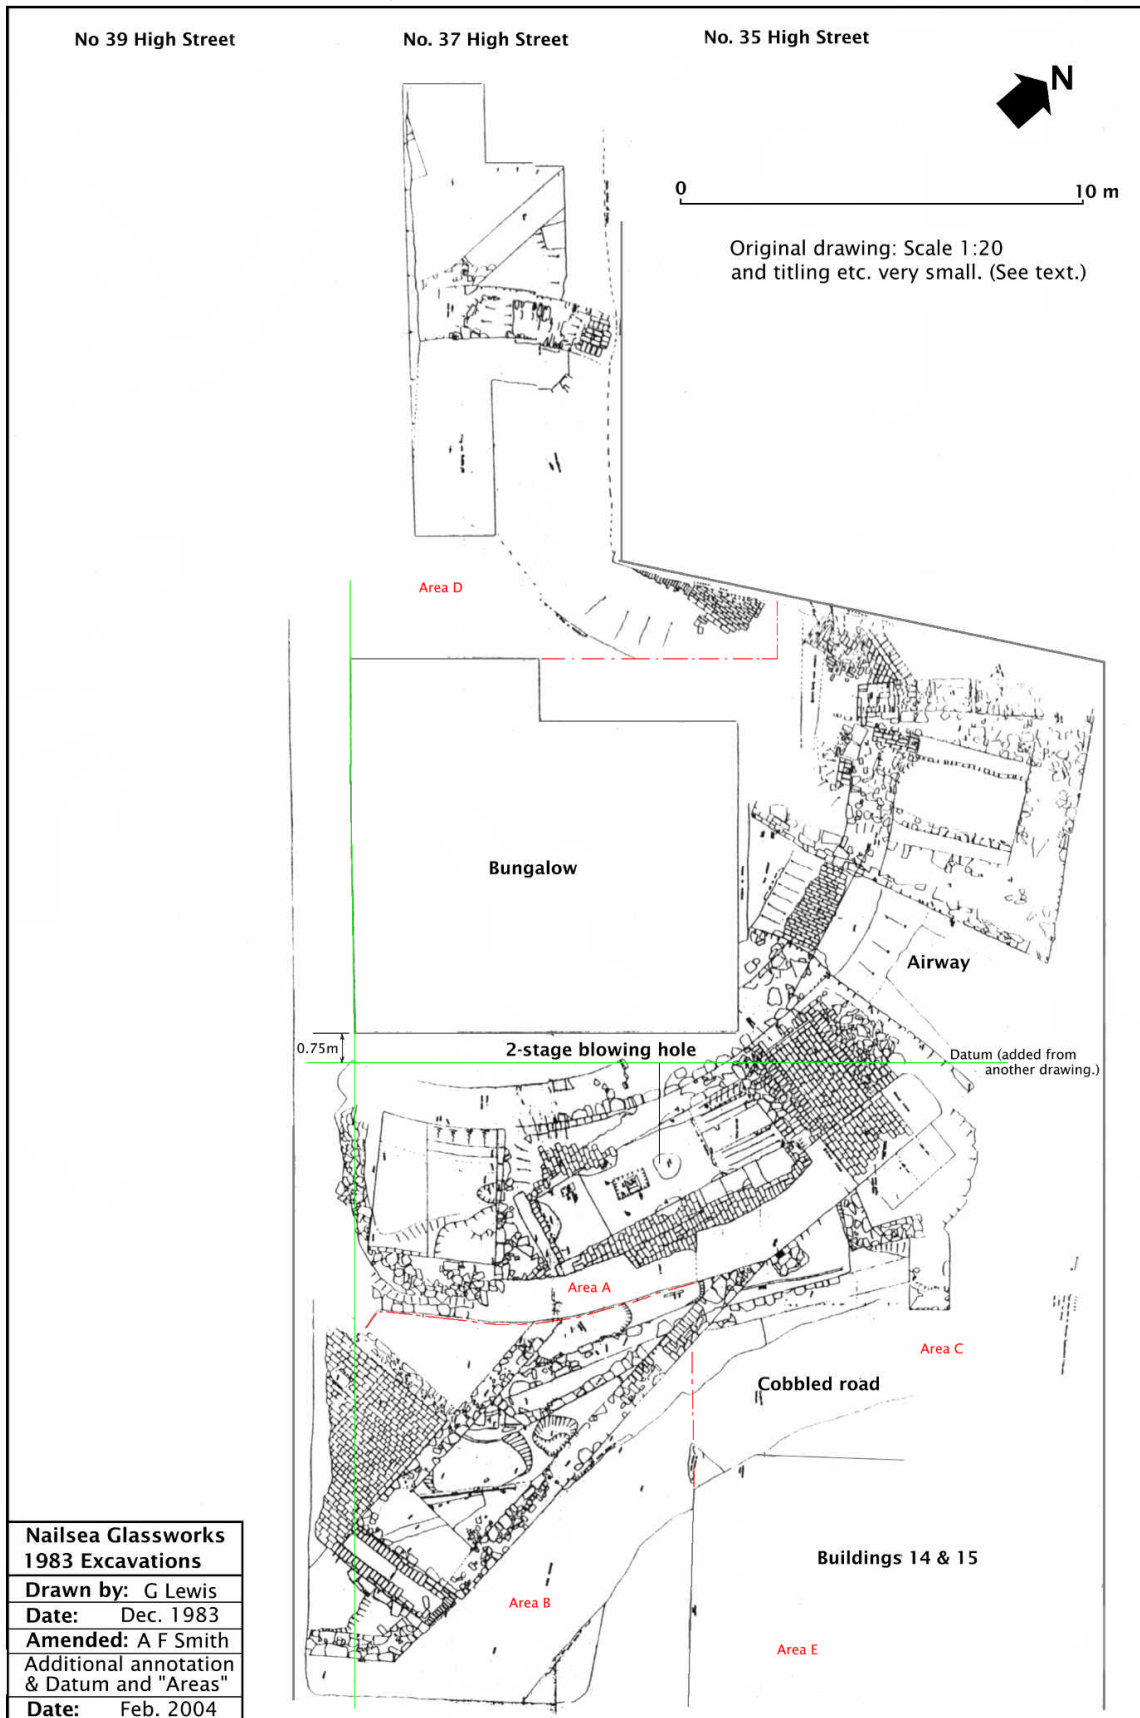 No 39 High Street
No. 37 High Street
No. 35 High Street
N
0
10 m
Original drawing: Scale 1:20
and titling etc. very small. (See text.)
Area D
Bungalow
Airway
0.75m
2-stage blowing hole
Datum (added from
another drawing.)
Area A
Area C
Cobbled road
Buildings 14 & 15
Area B
Area E
Nailsea Glassworks
1983 Excavations
Drawn by: G Lewis
Date: Dec. 1983
Amended: A F Smith
Additional annotation
& Datum and "Areas"
Date: Feb. 2004